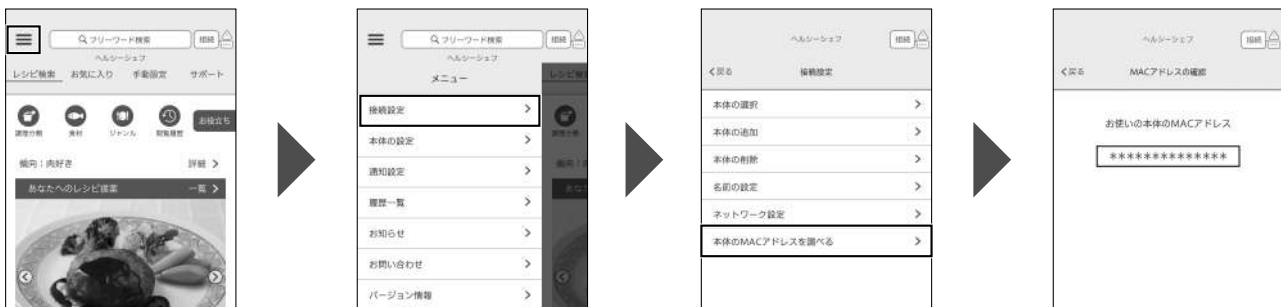 フリーワード検索
接続
ヘルシーシェフ
レシピ検索 お気に入り 手動設定 サポート
調理分類 食材 ジャンル 閲覧履歴 お役立ち
傾向：肉好き 詳細 >
あなたへのレシピ提案 一覧 >
フリーワード検索
接続
ヘルシーシェフ
メニュー
接続設定 >
本体の設定 >
通知設定 >
履歴一覧 >
お知らせ >
お問い合わせ >
バージョン情報 >
ヘルシーシェフ
接続
<戻る 接続設定
本体の選択 >
本体の追加 >
本体の削除 >
名前の設定 >
ネットワーク設定 >
本体のMACアドレスを調べる >
ヘルシーシェフ
接続
<戻る MACアドレスの確認
お使いの本体のMACアドレス
**************